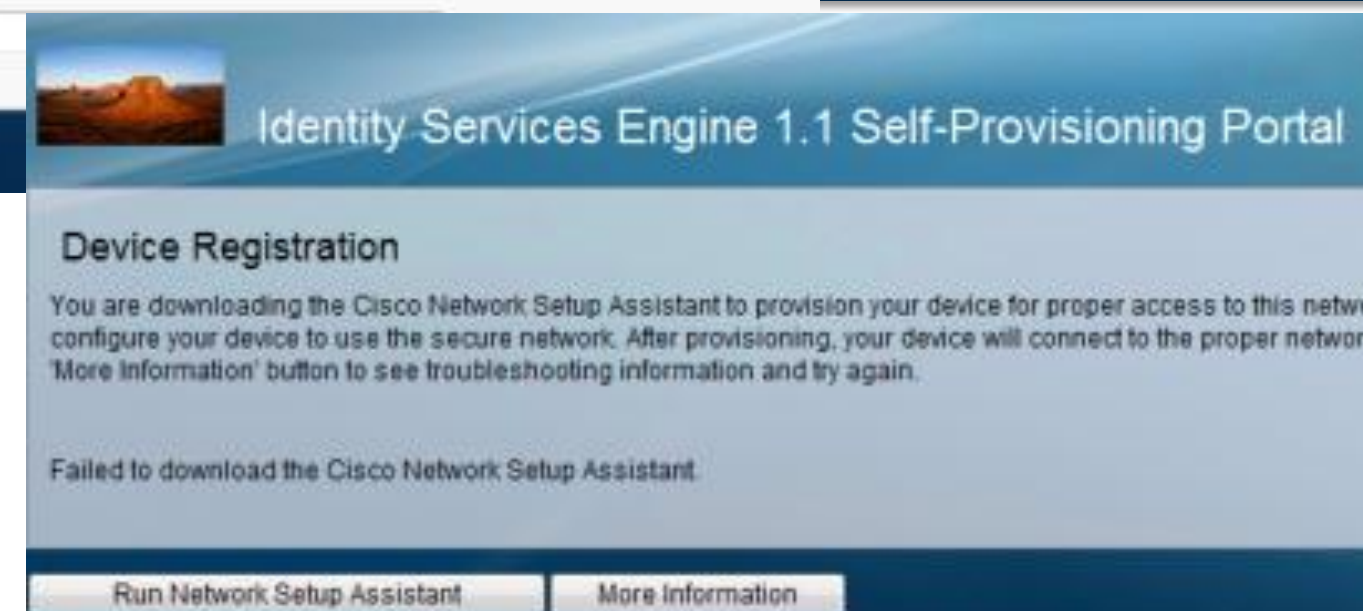 Identity Services Engine 1.1 Self-Provisioning Portal
Device Registration
You are downloading the Cisco Network Setup Assistant to provision your device for proper access to this netw
configure your device to use the secure network. After provisioning, your device will connect to the proper networ
'More Information' button to see troubleshooting information and try again.
Failed to download the Cisco Network Setup Assistant.
Run Network Setup Assistant
More Information